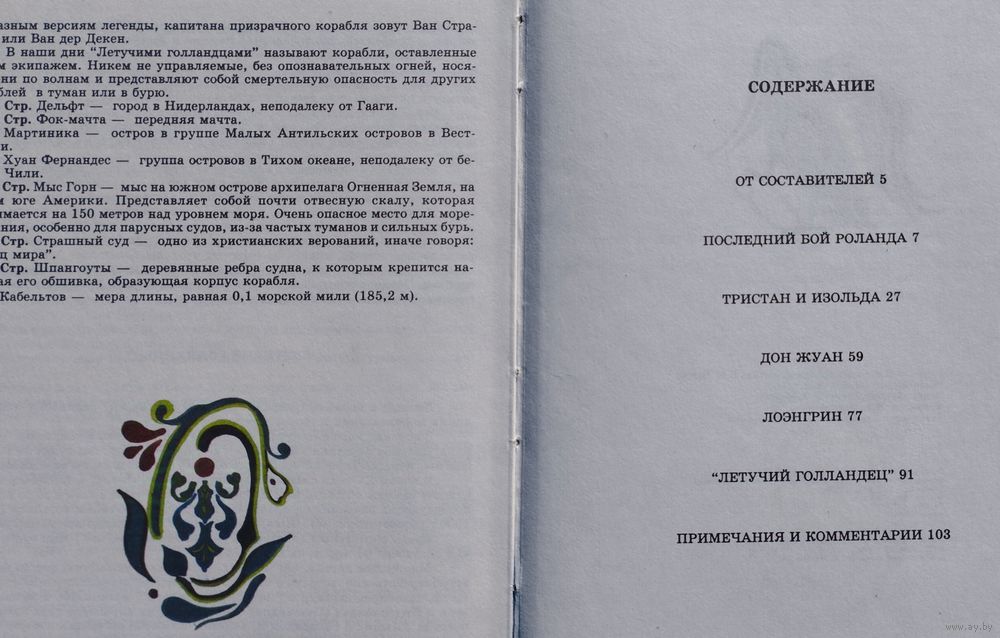 азным версиям легенды, капитана призрачного корабля зовут Ван Стра-
или Ван дер Декен.
В наши дни “Летучими голландцами” называют корабли, оставленные
м экипажем. Никем не управляемые, без опознавательных огней, нося-
ни по волнам и представляют собой смертельную опасность для других
блей в туман или в бурю.
Стр. Дельфт — город в Нидерландах, неподалеку от Гааги.
Стр. Фок-мачта — передняя мачта.
Мартиника — остров в группе Малых Антильских островов в Вест-
и.
Хуан Фернандес — группа островов в Тихом океане, неподалеку от бе-
Чили.
Стр. Мыс Горн — мыс на южном острове архипелага Огненная Земля, на
м юге Америки. Представляет собой почти отвесную скалу, которая
имается на 150 метров над уровнем моря. Очень опасное место для море-
ния, особенно для парусных судов, из-за частых туманов и сильных бурь.
Стр. Страшный суд — одно из христианских верований, иначе говоря:
ц мира”.
Стр. Шпангоуты — деревянные ребра судна, к которым крепится на-
ая его обшивка, образующая корпус корабля.
Кабельтов — мера длины, равная 0,1 морской мили (185,2 м).
СОДЕРЖАНИЕ
ОТ СОСТАВИТЕЛЕЙ 5
ПОСЛЕДНИЙ БОЙ РОЛАНДА 7
ТРИСТАН И ИЗОЛЬДА 27
ДОН ЖУАН 59
ЛОЭНГРИН 77
“ЛЕТУЧИЙ ГОЛЛАНДЕЦ” 91
ПРИМЕЧАНИЯ И КОММЕНТАРИИ 103
www.ay.by